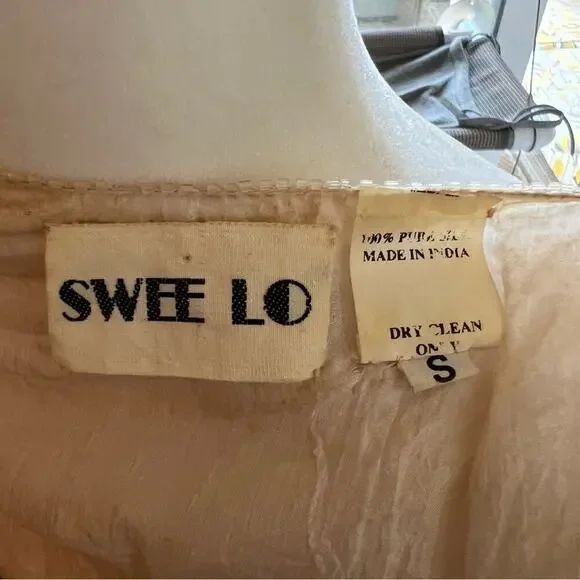 SWEE LO
100% PURE SILK
MADE IN INDIA
DRY CLEAN
ONLY
S